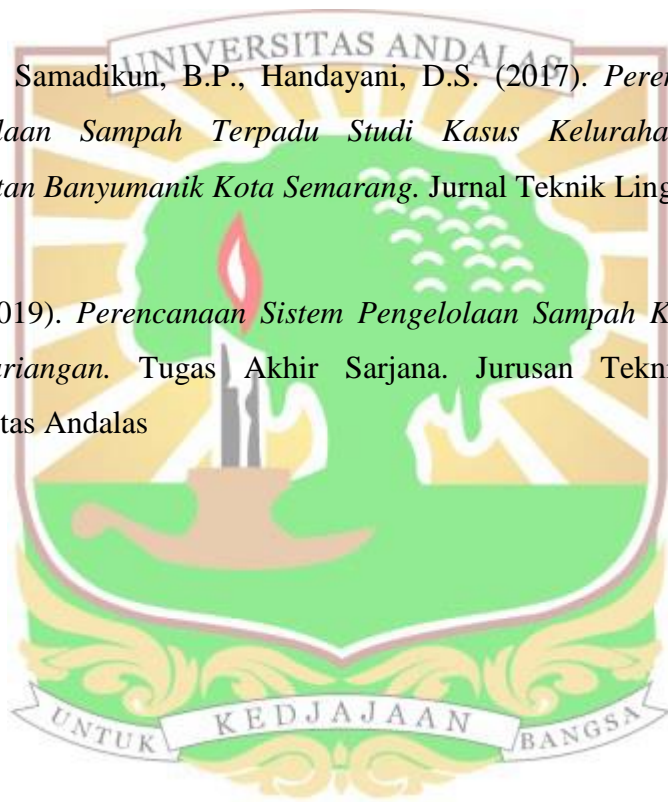 UNIVERSITAS ANDALAS
Samadikun, B.P., Handayani, D.S. (2017). Peren
laan Sampah Terpadu Studi Kasus Keluraha
tan Banyumanik Kota Semarang. Jurnal Teknik Ling
019). Perencanaan Sistem Pengelolaan Sampah K
ariangan. Tugas Akhir Sarjana. Jurusan Tekni
tas Andalas
UNTUK KEDJAJAAN BANGSA